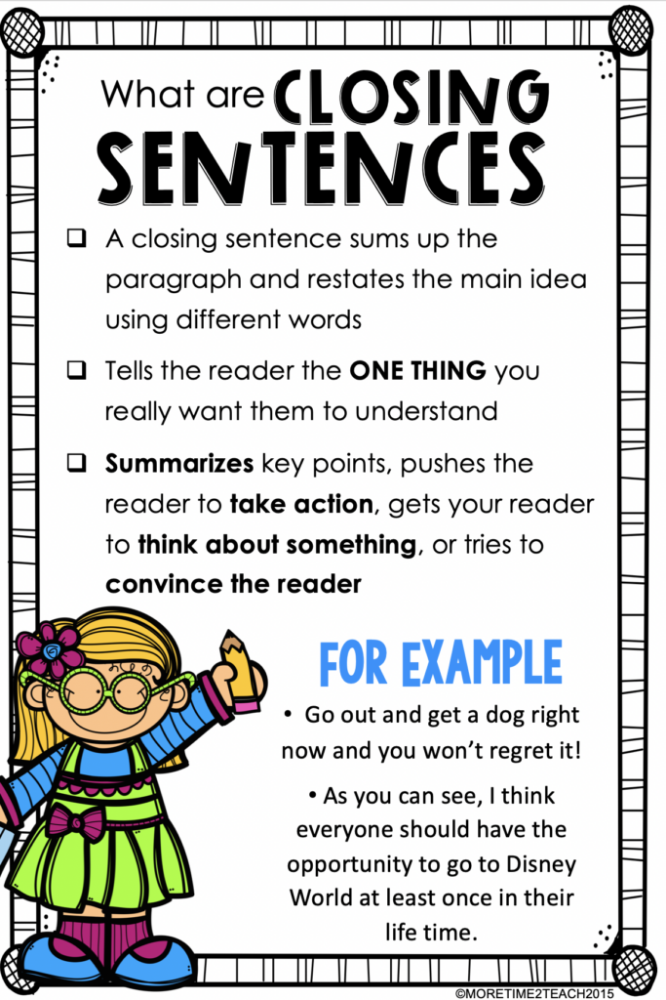 What are CLOSING
SENTENCES
❑ A closing sentence sums up the
paragraph and restates the main idea
using different words
❑ Tells the reader the ONE THING you
really want them to understand
❑ Summarizes key points, pushes the
reader to take action, gets your reader
to think about something, or tries to
convince the reader
FOR EXAMPLE
• Go out and get a dog right
now and you won’t regret it!
• As you can see, I think
everyone should have the
opportunity to go to Disney
World at least once in their
life time.
©MORETIME2TEACH2015